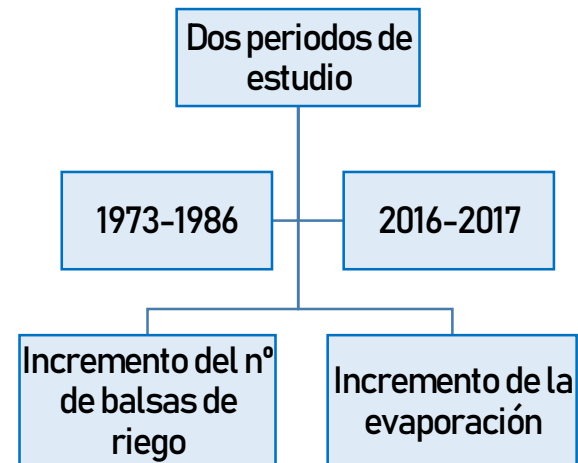 Dos periodos de
estudio
1973-1986
2016-2017
Incremento del nº
de balsas de
riego
Incremento de la
evaporación